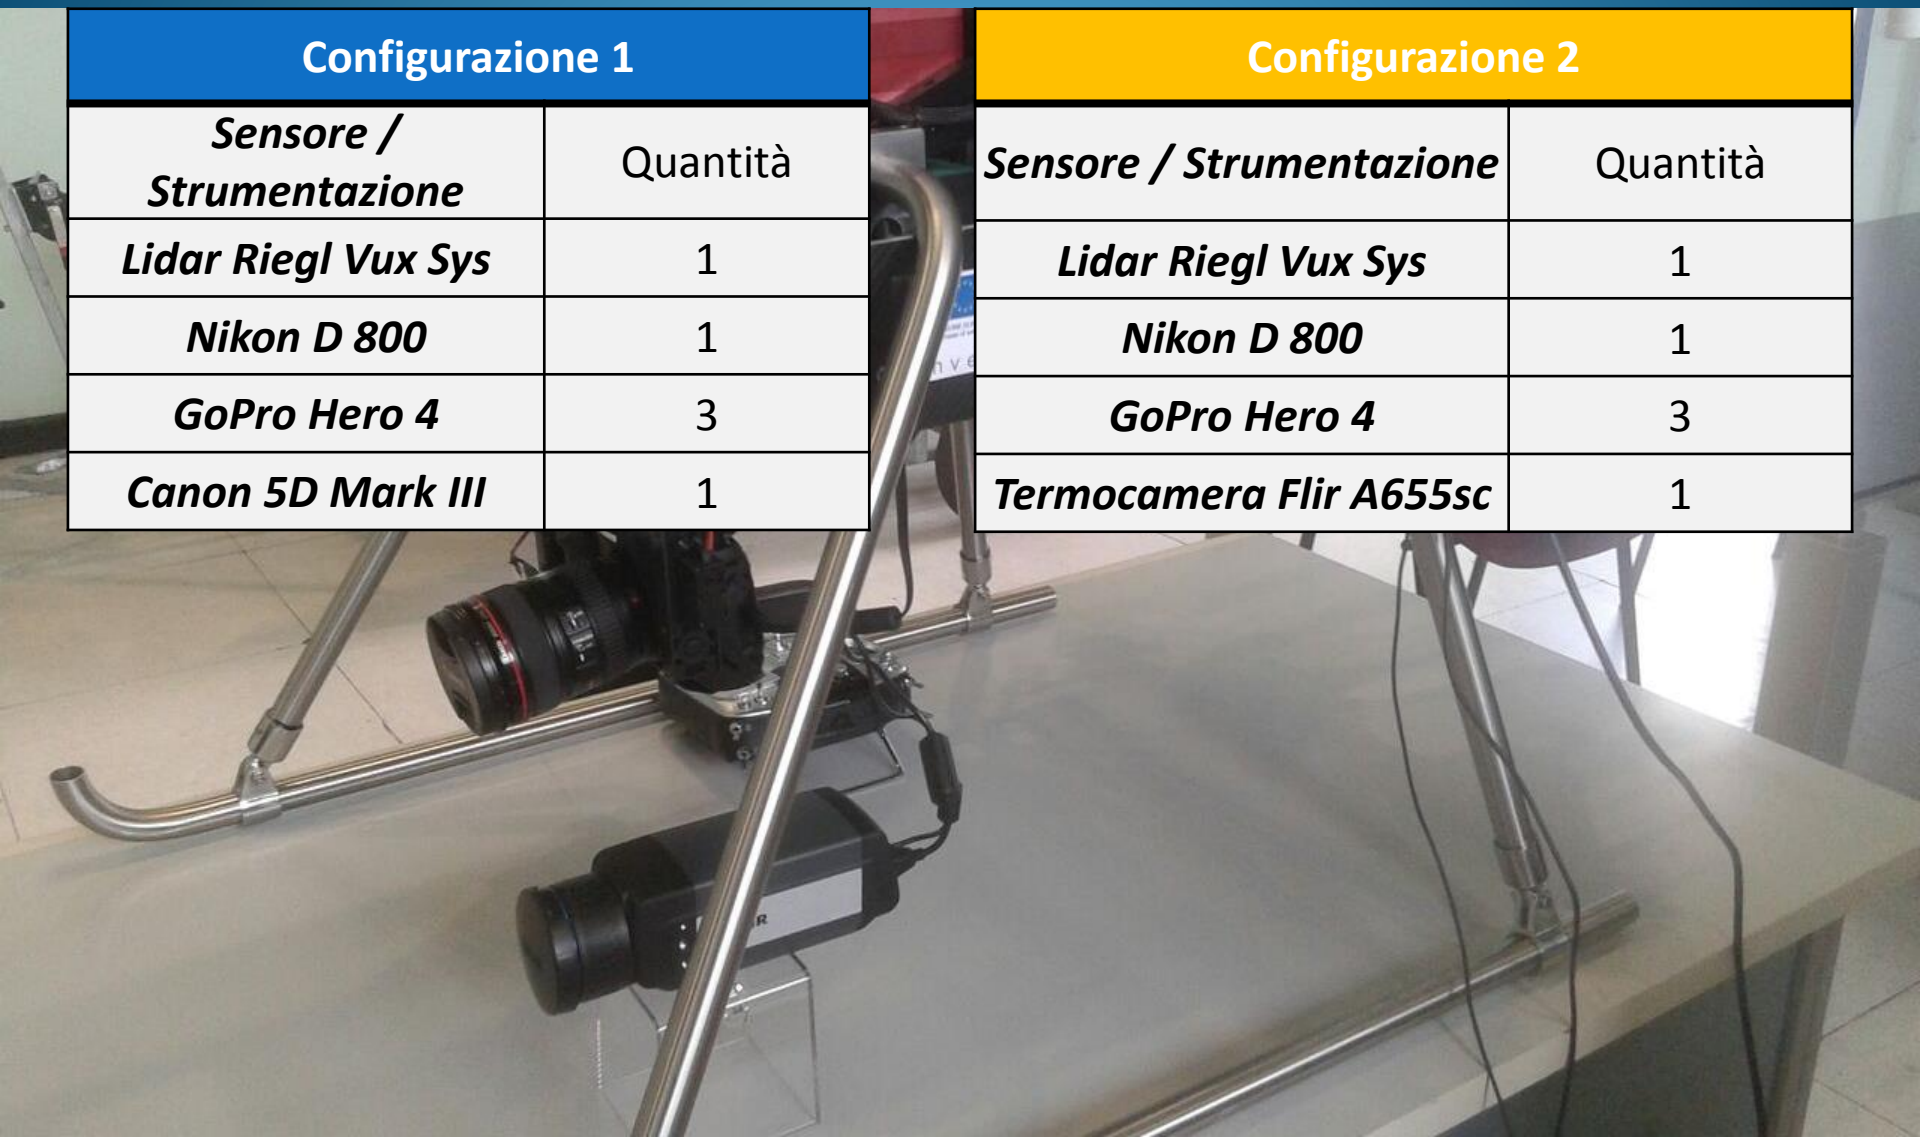 Configurazione 1
Sensore /
Strumentazione
Quantità
Lidar Riegl Vux Sys
1
Nikon D 800
1
GoPro Hero 4
3
Canon 5D Mark III
1
Configurazione 2
Sensore / Strumentazione
Quantità
Lidar Riegl Vux Sys
1
Nikon D 800
1
GoPro Hero 4
3
Termocamera Flir A655sc
1